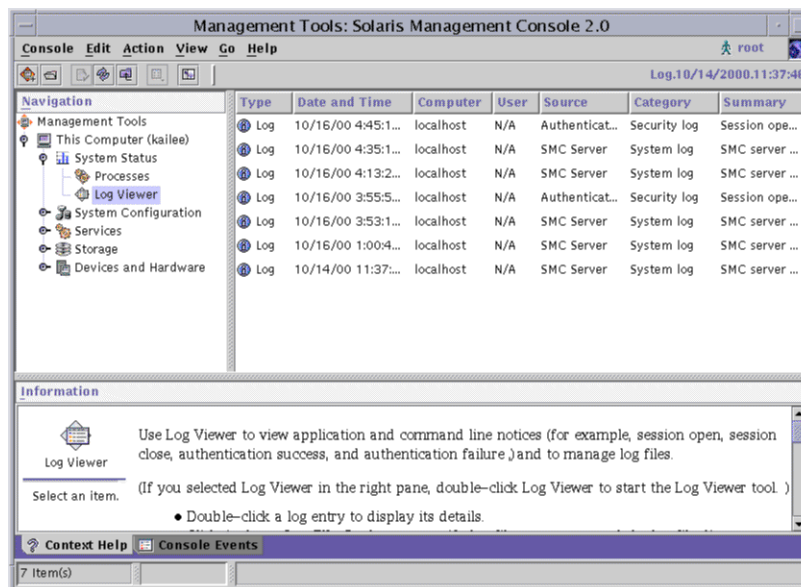 Management Tools: Solaris Management Console 2.0
Console Edit Action View Go Help
root
Log.10/14/2000.11:37:48
Navigation
Management Tools
This Computer (kailee)
System Status
Processes
Log Viewer
System Configuration
Services
Storage
Devices and Hardware
Type Date and Time Computer User Source Category Summary
Log 10/16/00 4:45:1... localhost N/A Authenticat... Security log Session ope...
Log 10/16/00 4:35:1... localhost N/A SMC Server System log SMC server ...
Log 10/16/00 4:13:2... localhost N/A SMC Server System log SMC server ...
Log 10/16/00 3:55:5... localhost N/A Authenticat... Security log Session ope...
Log 10/16/00 3:53:1... localhost N/A SMC Server System log SMC server ...
Log 10/16/00 1:00:4... localhost N/A SMC Server System log SMC server ...
Log 10/14/00 11:37:... localhost N/A SMC Server System log SMC server ...
Information
Log Viewer
Select an item.
Use Log Viewer to view application and command line notices (for example, session open, session
close, authentication success, and authentication failure ,) and to manage log files.
(If you selected Log Viewer in the right pane, double-click Log Viewer to start the Log Viewer tool. )
• Double-click a log entry to display its details.
Context Help Console Events
7 Item(s)